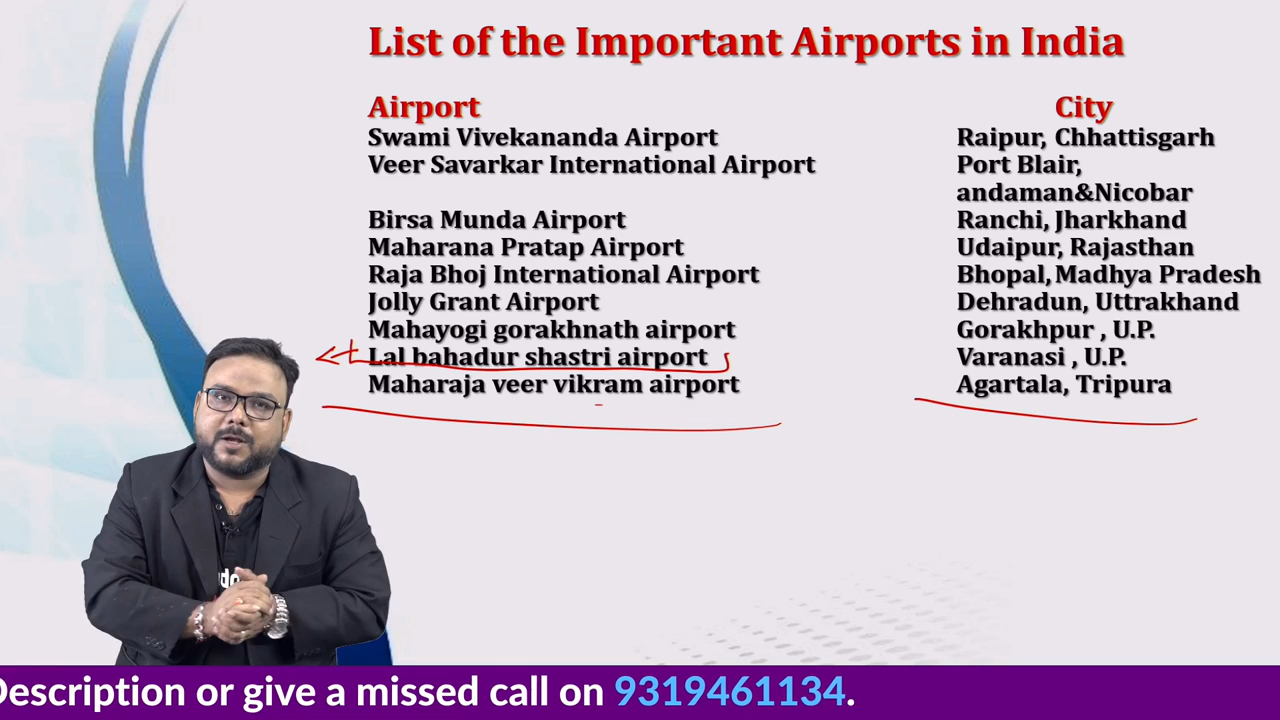 List of the Important Airports in India
Airport City
Swami Vivekananda Airport Raipur, Chhattisgarh
Veer Savarkar International Airport Port Blair,
andaman&Nicobar
Birsa Munda Airport Ranchi, Jharkhand
Maharana Pratap Airport Udaipur, Rajasthan
Raja Bhoj International Airport Bhopal, Madhya Pradesh
Jolly Grant Airport Dehradun, Uttrakhand
Mahayogi gorakhnath airport Gorakhpur , U.P.
Lal bahadur shastri airport Varanasi , U.P.
Maharaja veer vikram airport Agartala, Tripura
Description or give a missed call on 9319461134.